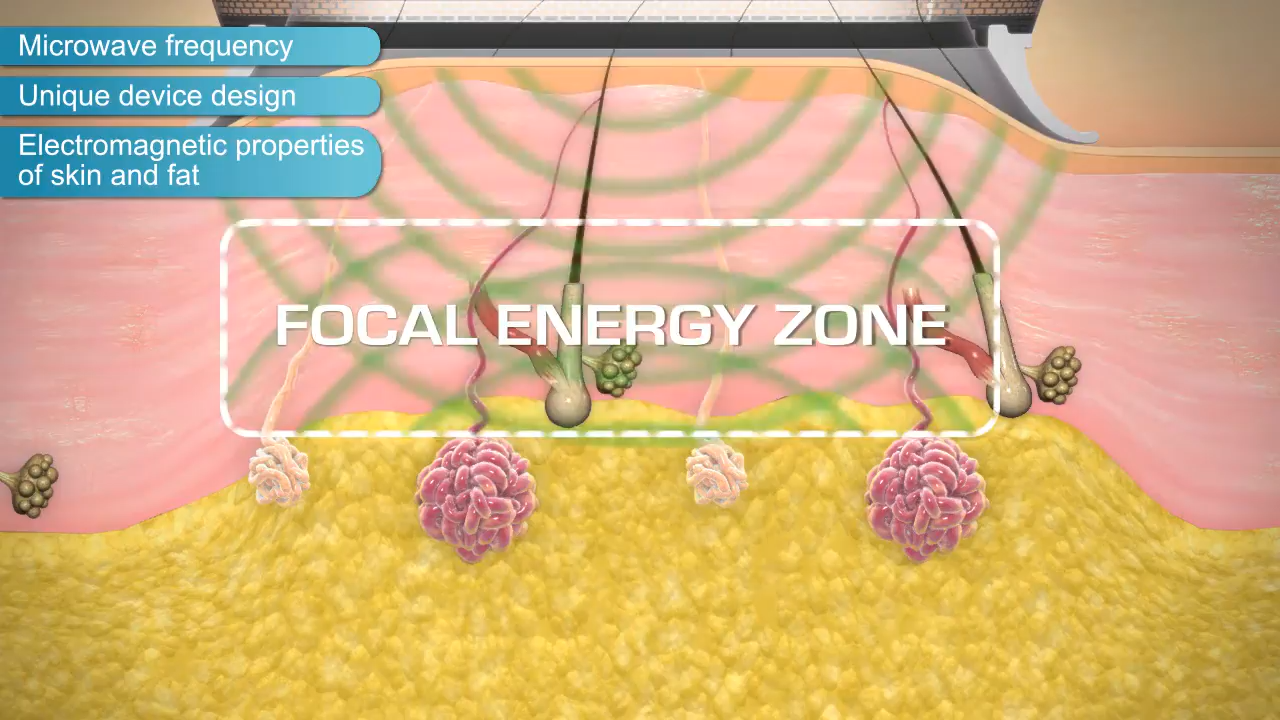 Microwave frequency
Unique device design
Electromagnetic properties
of skin and fat
FOCAL ENERGY ZONE